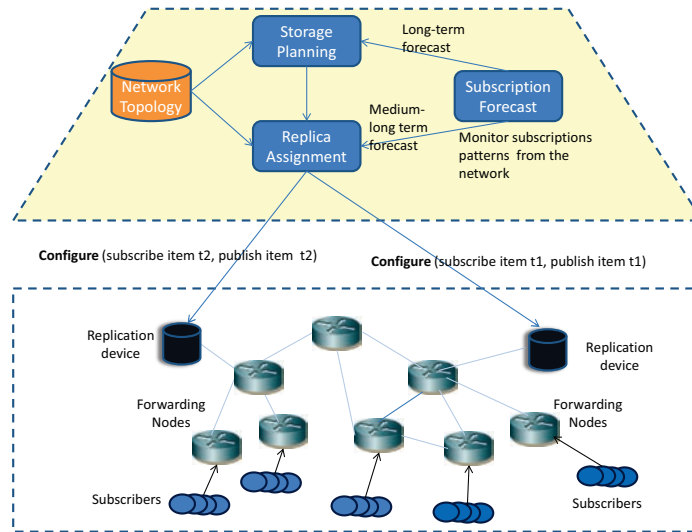 Storage
Planning
Long-term
forecast
Network
Topology
Subscription
Forecast
Medium-
long term
forecast
Replica
Assignment
Monitor subscriptions
patterns from the
network
Configure (subscribe item t2, publish item t2)
Configure (subscribe item t1, publish item t1)
Replication
device
Replication
device
Forwarding
Nodes
Forwarding
Nodes
Subscribers
Subscribers